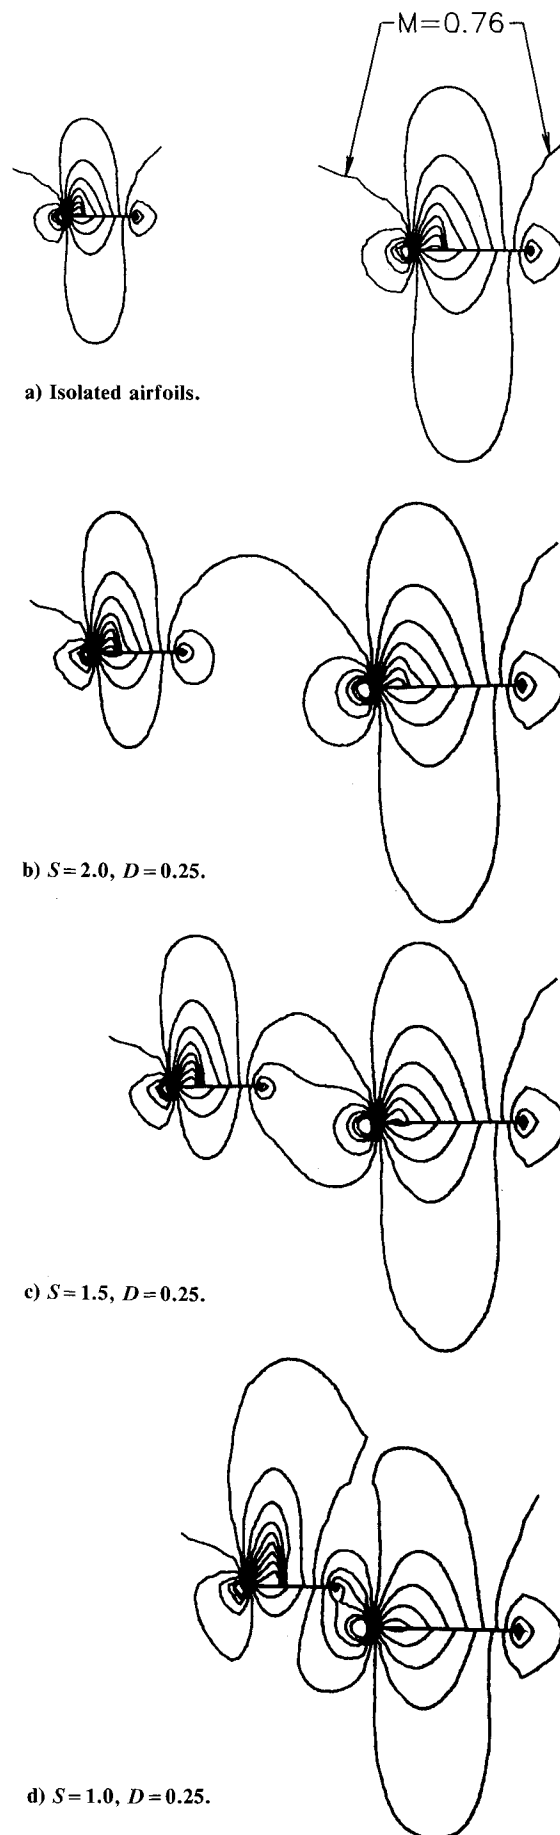 M=0.76
a) Isolated airfoils.
b) S=2.0, D=0.25.
c) S=1.5, D=0.25.
d) S=1.0, D=0.25.